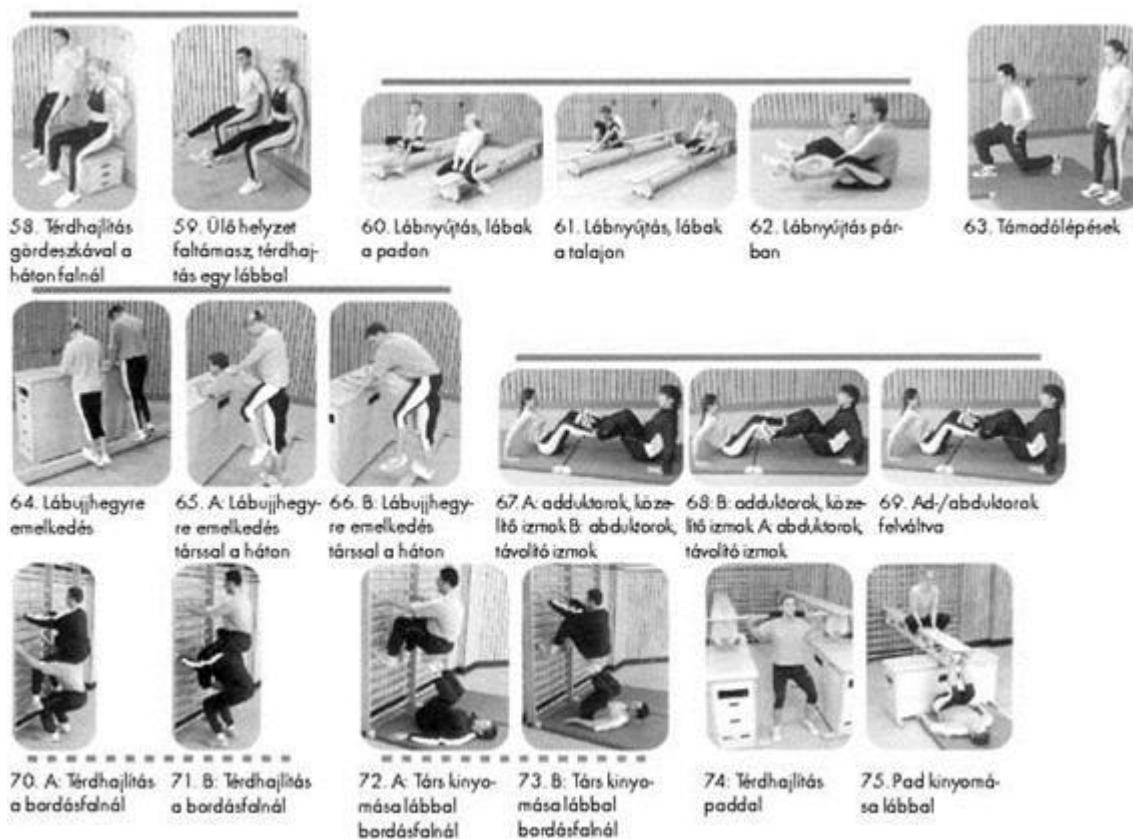 58. Térdhajlítás
gördeszkával a
háton falnál
59. Ülő helyzet
faltámasz, térdhaj-
tás egy lábbal
60. Lábnyújtás, lábak
a padon
61. Lábnyújtás, lábak
a talajon
62. Lábnyújtás pár-
ban
63. Támadólépések
64. Lábujjhegyre
emelkedés
65. A: Lábujjhegy-
re emelkedés
társsal a háton
66. B: Lábujjhegy-
re emelkedés
társsal a háton
67. A: adduktorok, köze-
lítő izmok B: abduktorok,
távolító izmok
68. B: adduktorok, köze-
lítő izmok A: abduktorok,
távolító izmok
69. Ad-/abduktorok
felváltva
70. A: Térdhajlítás
a bordásfalnál
71. B: Térdhajlítás
a bordásfalnál
72. A: Társ kinyo-
mása lábbal
bordásfalnál
73. B: Társ kinyo-
mása lábbal
bordásfalnál
74: Térdhajlítás
paddal
75. Pad kinyomá-
sa lábbal